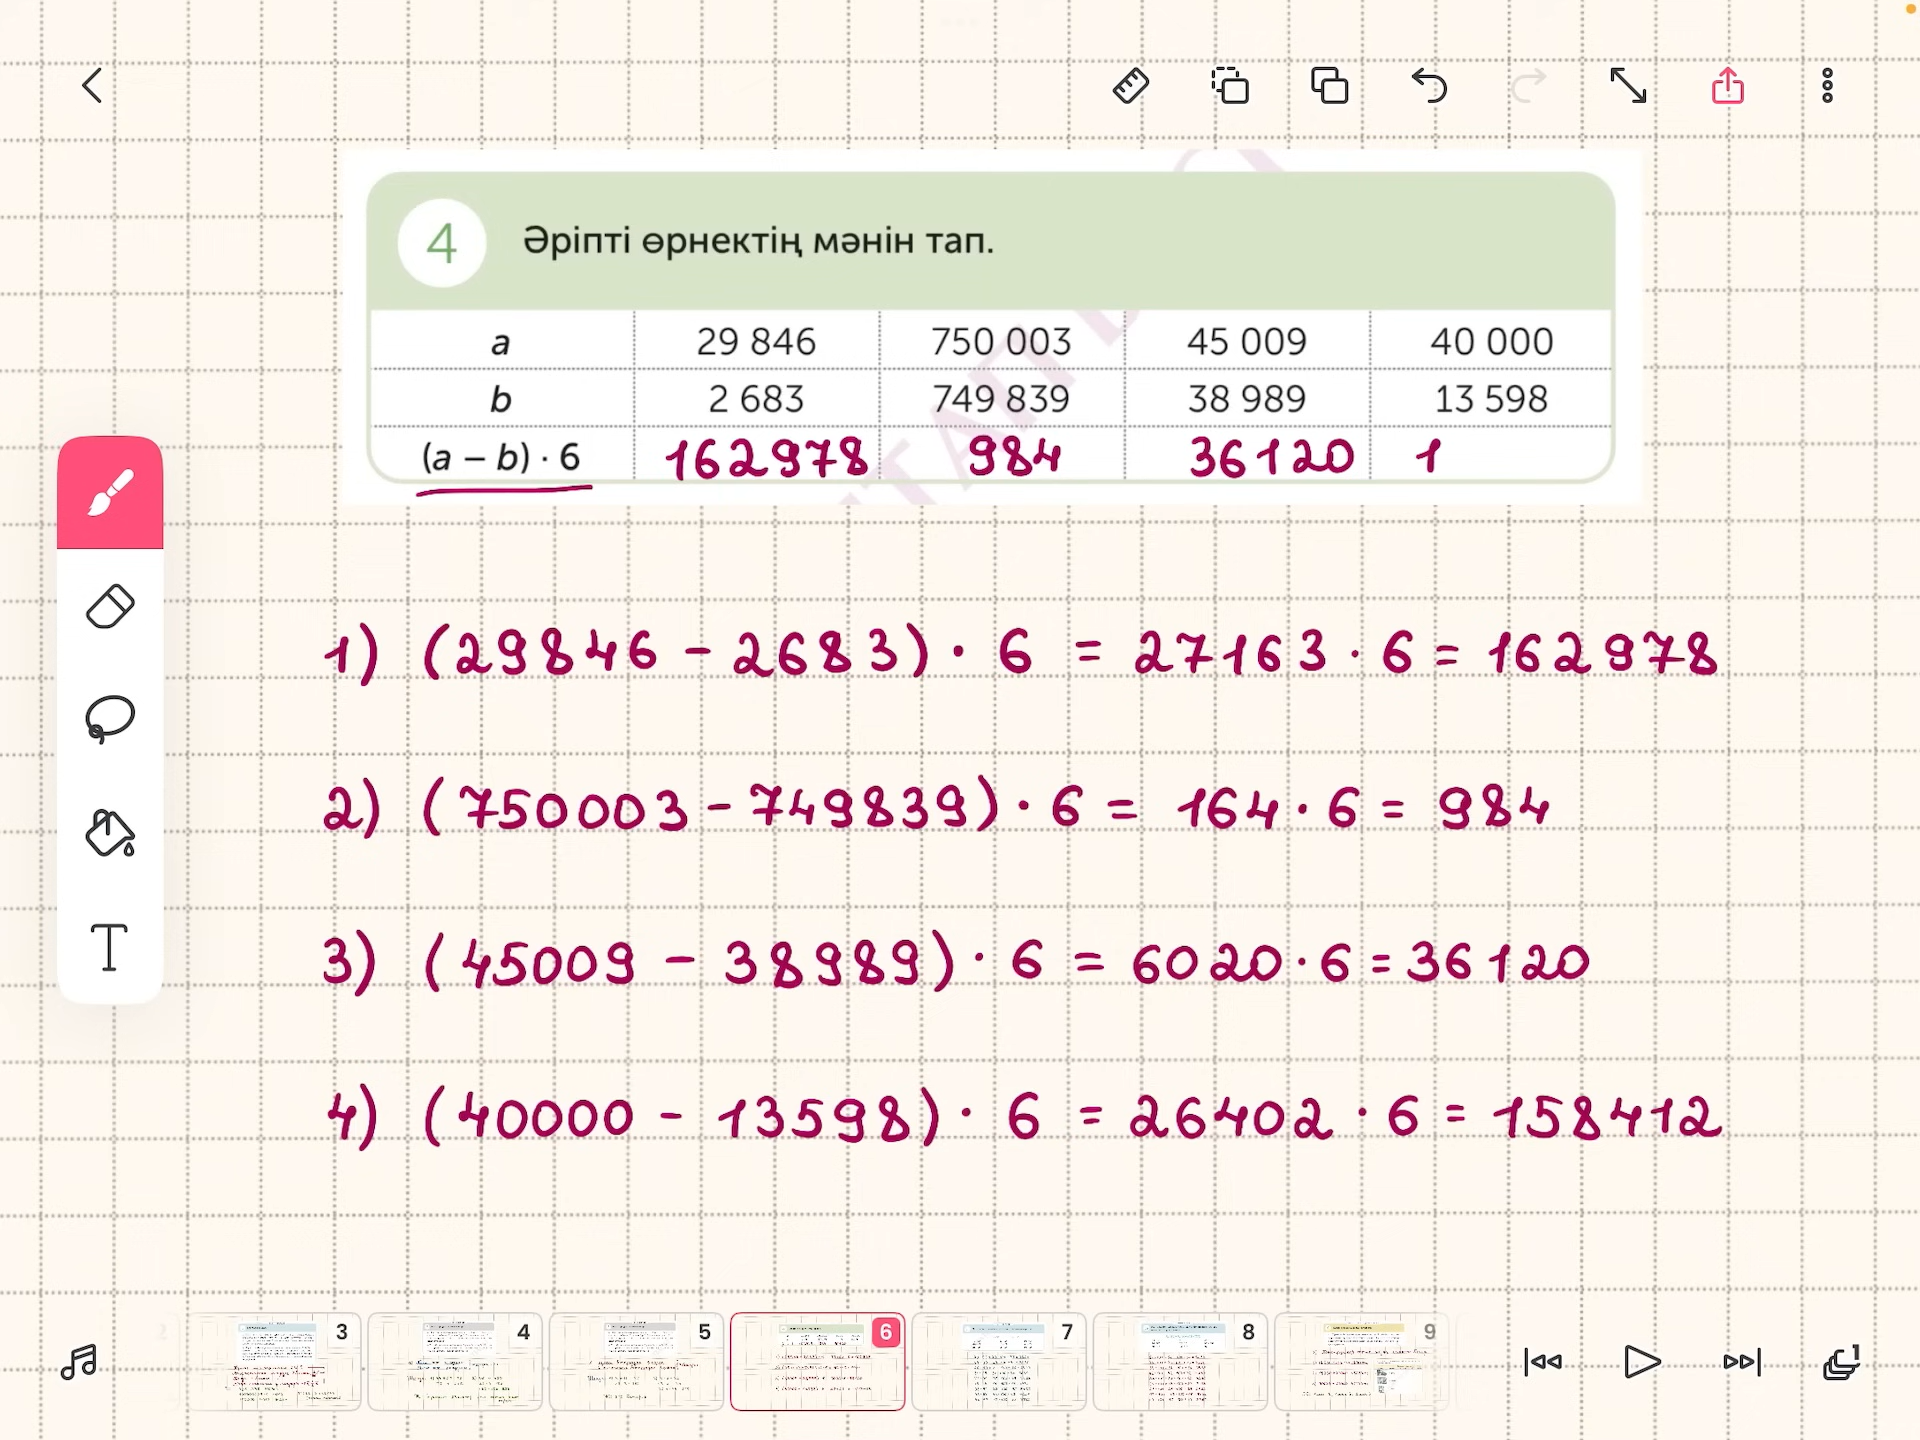 4 Әріпті өрнектің мәнін тап.
a 29 846 750 003 45 009 40 000
b 2 683 749 839 38 989 13 598
(a – b) · 6 162978 984 36120 1
1) (29846 - 2683) · 6 = 27163 · 6 = 162978
2) (750003 - 749839) · 6 = 164 · 6 = 984
3) (45009 - 38989) · 6 = 6020 · 6 = 36120
4) (40000 - 13598) · 6 = 26402 · 6 = 158412
3 4 5 6 7 8 9